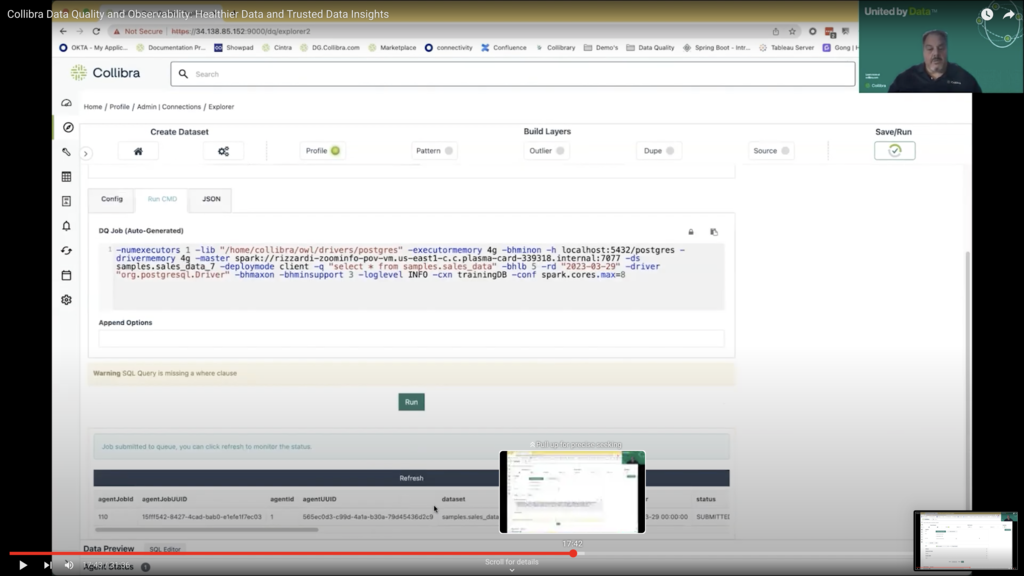 Collibra Data Quality and Observability: Healthier Data and Trusted Data Insights
United by Data
Not Secure https://34.138.85.152:9000/dq/explorer2
OKTA - My Applic... Documentation Pr... Showpad Cintra DG.Collibra.com Marketplace connectivity Confluence Collibrary Demo's Data Quality Spring Boot - Intr... Tableau Server Gong | H
Collibra
Search
Collibra
Home / Profile / Admin | Connections / Explorer
Create Dataset Build Layers Save/Run
Profile Pattern Outlier Dupe Source
Config Run CMD JSON
DQ Job (Auto-Generated)
1 -numexecutors 1 -lib "/home/collibra/owl/drivers/postgres" -executormemory 4g -bhminon -h localhost:5432/postgres -
drivermemory 4g -master spark://rizzardi-zoominfo-pov-vm.us-east1-c.c.plasma-card-339318.internal:7077 -ds
samples.sales_data_7 -deploymode client -q "select * from samples.sales_data" -bhlb 5 -rd "2023-03-29" -driver
"org.postgresql.Driver" -bhmaxon -bhminsupport 3 -loglevel INFO -cxn trainingDB -conf spark.cores.max=8
Append Options
Warning SQL Query is missing a where clause
Run
Job submitted to queue, you can click refresh to monitor the status.
Pull up for precise seeking
Refresh
agentJobId agentJobUUID agentid agentUUID dataset r status
110 15fff542-8427-4cad-bab0-e1efe1f7ec03 1 565ec0d3-c99d-4a1a-b30a-79d45436d2c9 samples.sales_data 3-29 00:00:00 SUBMITTE
17:42
Data Preview SQL Editor
Scroll for details
Agent Status